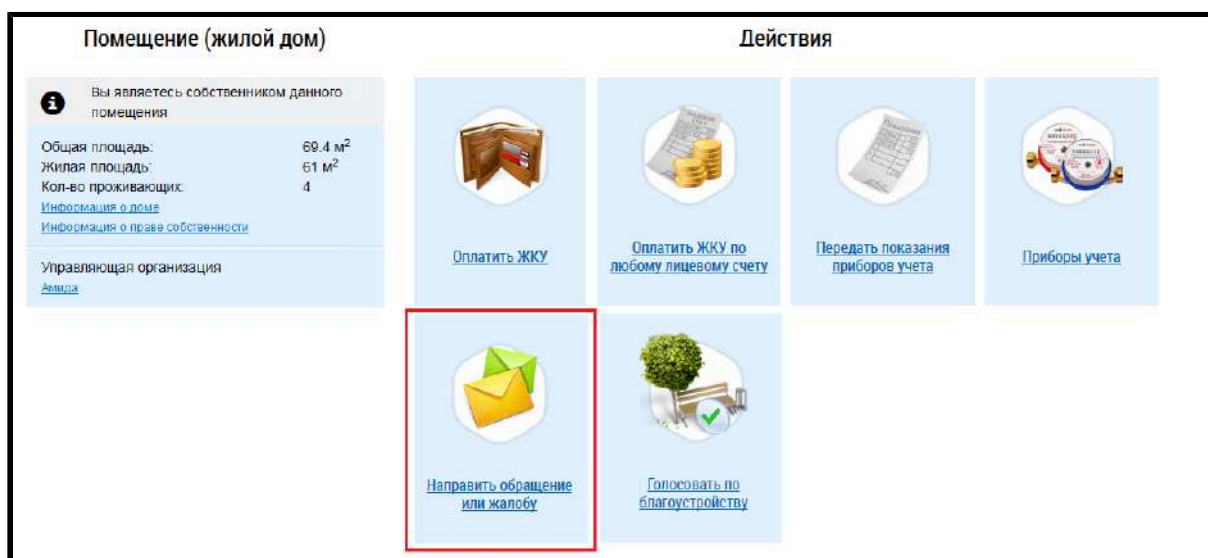 Помещение (жилой дом)
Вы являетесь собственником данного
помещения
Общая площадь: 69.4 м²
Жилая площадь: 61 м²
Кол-во проживающих: 4
Информация о доме
Информация о праве собственности
Управляющая организация
Амида
Действия
Оплатить ЖКУ
Оплатить ЖКУ по
любому лицевому счету
Передать показания
приборов учета
Приборы учета
Направить обращение
или жалобу
Голосовать по
благоустройству